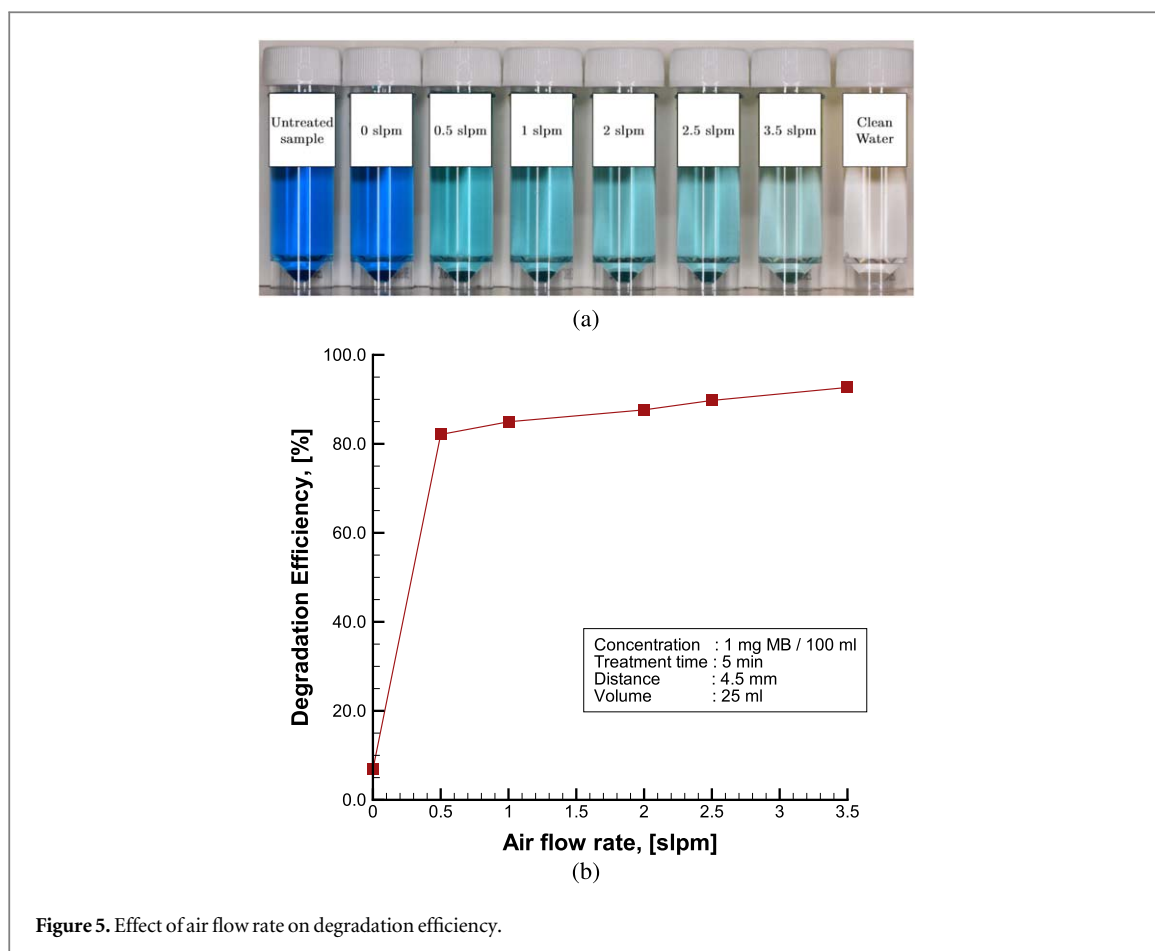 Untreated
sample
0 slpm
0.5 slpm
1 slpm
2 slpm
2.5 slpm
3.5 slpm
Clean
Water
(a)
100.0
80.0
60.0
40.0
20.0
0.0
Degradation Efficiency, [%]
Concentration : 1 mg MB / 100 ml
Treatment time : 5 min
Distance : 4.5 mm
Volume : 25 ml
0 0.5 1 1.5 2 2.5 3 3.5
Air flow rate, [slpm]
(b)
Figure 5. Effect of air flow rate on degradation efficiency.